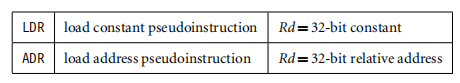 LDR load constant pseudoinstruction Rd = 32-bit constant
ADR load address pseudoinstruction Rd = 32-bit relative address